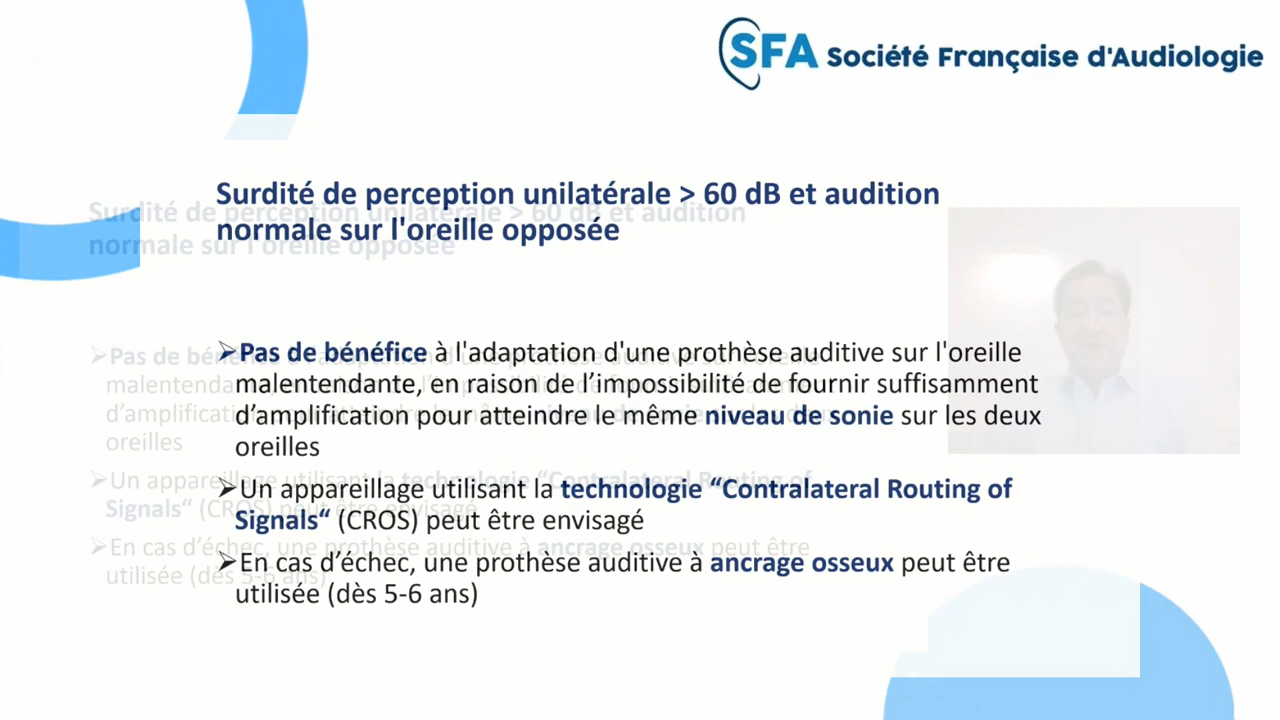 SFA Société Française d'Audiologie
Surdité de perception unilatérale > 60 dB et audition
normale sur l'oreille opposée
➢Pas de bénéfice à l'adaptation d'une prothèse auditive sur l'oreille
malentendante, en raison de l’impossibilité de fournir suffisamment
d’amplification pour atteindre le même niveau de sonie sur les deux
oreilles
➢Un appareillage utilisant la technologie “Contralateral Routing of
Signals“ (CROS) peut être envisagé
➢En cas d’échec, une prothèse auditive à ancrage osseux peut être
utilisée (dès 5-6 ans)